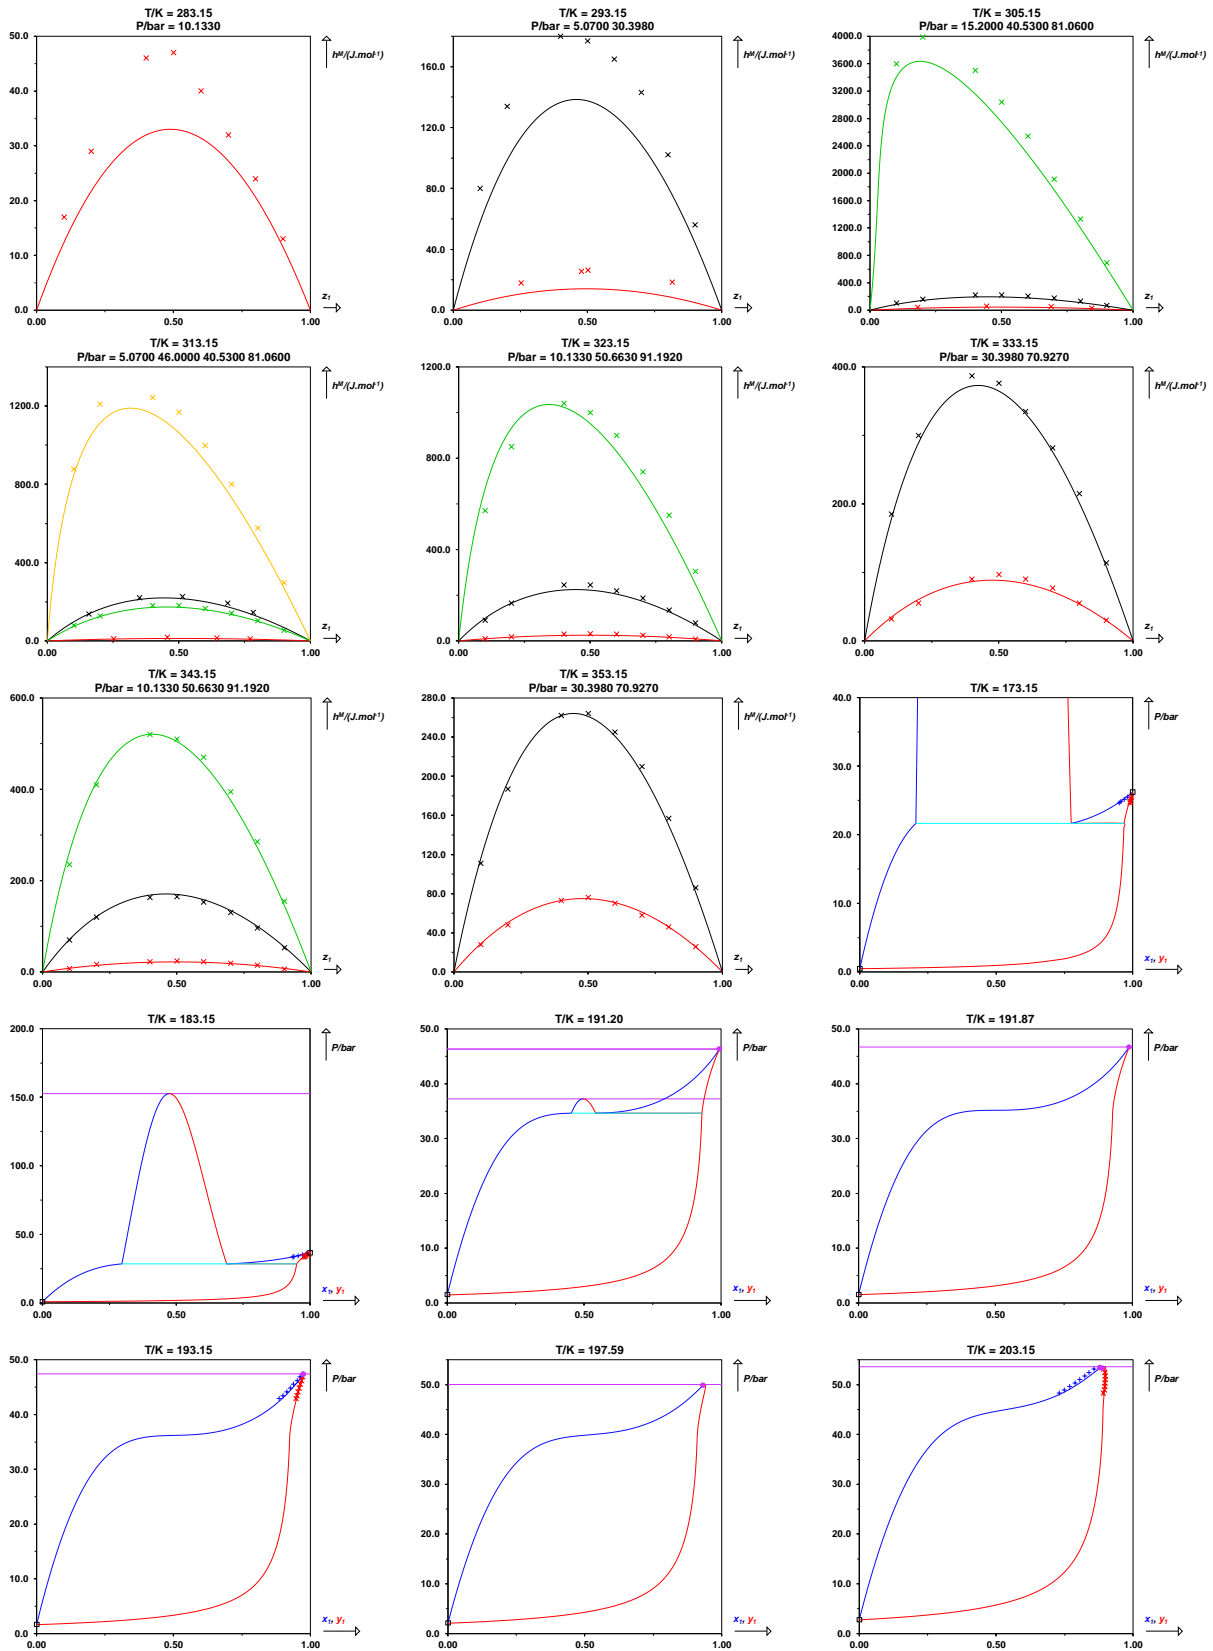 T/K = 283.15
P/bar = 10.1330
50.0
40.0
30.0
20.0
10.0
0.0
0.00
0.50
1.00
hᴹ/(J.mol⁻¹)
z₁
T/K = 293.15
P/bar = 5.0700 30.3980
160.0
120.0
80.0
40.0
0.0
0.00
0.50
1.00
hᴹ/(J.mol⁻¹)
z₁
T/K = 305.15
P/bar = 15.2000 40.5300 81.0600
4000.0
3600.0
3200.0
2800.0
2400.0
2000.0
1600.0
1200.0
800.0
400.0
0.0
0.00
0.50
1.00
hᴹ/(J.mol⁻¹)
z₁
T/K = 313.15
P/bar = 5.0700 46.0000 40.5300 81.0600
1200.0
800.0
400.0
0.0
0.00
0.50
1.00
hᴹ/(J.mol⁻¹)
z₁
T/K = 323.15
P/bar = 10.1330 50.6630 91.1920
1200.0
800.0
400.0
0.0
0.00
0.50
1.00
hᴹ/(J.mol⁻¹)
z₁
T/K = 333.15
P/bar = 30.3980 70.9270
400.0
200.0
0.0
0.00
0.50
1.00
hᴹ/(J.mol⁻¹)
z₁
T/K = 343.15
P/bar = 10.1330 50.6630 91.1920
600.0
400.0
200.0
0.0
0.00
0.50
1.00
hᴹ/(J.mol⁻¹)
z₁
T/K = 353.15
P/bar = 30.3980 70.9270
280.0
240.0
200.0
160.0
120.0
80.0
40.0
0.0
0.00
0.50
1.00
hᴹ/(J.mol⁻¹)
z₁
T/K = 173.15
40.0
30.0
20.0
10.0
0.0
0.00
0.50
1.00
P/bar
x₁, y₁
T/K = 183.15
200.0
150.0
100.0
50.0
0.0
0.00
0.50
1.00
P/bar
x₁, y₁
T/K = 191.20
50.0
40.0
30.0
20.0
10.0
0.0
0.00
0.50
1.00
P/bar
x₁, y₁
T/K = 191.87
50.0
40.0
30.0
20.0
10.0
0.0
0.00
0.50
1.00
P/bar
x₁, y₁
T/K = 193.15
50.0
40.0
30.0
20.0
10.0
0.0
0.00
0.50
1.00
P/bar
x₁, y₁
T/K = 197.59
50.0
40.0
30.0
20.0
10.0
0.0
0.00
0.50
1.00
P/bar
x₁, y₁
T/K = 203.15
50.0
40.0
30.0
20.0
10.0
0.0
0.00
0.50
1.00
P/bar
x₁, y₁